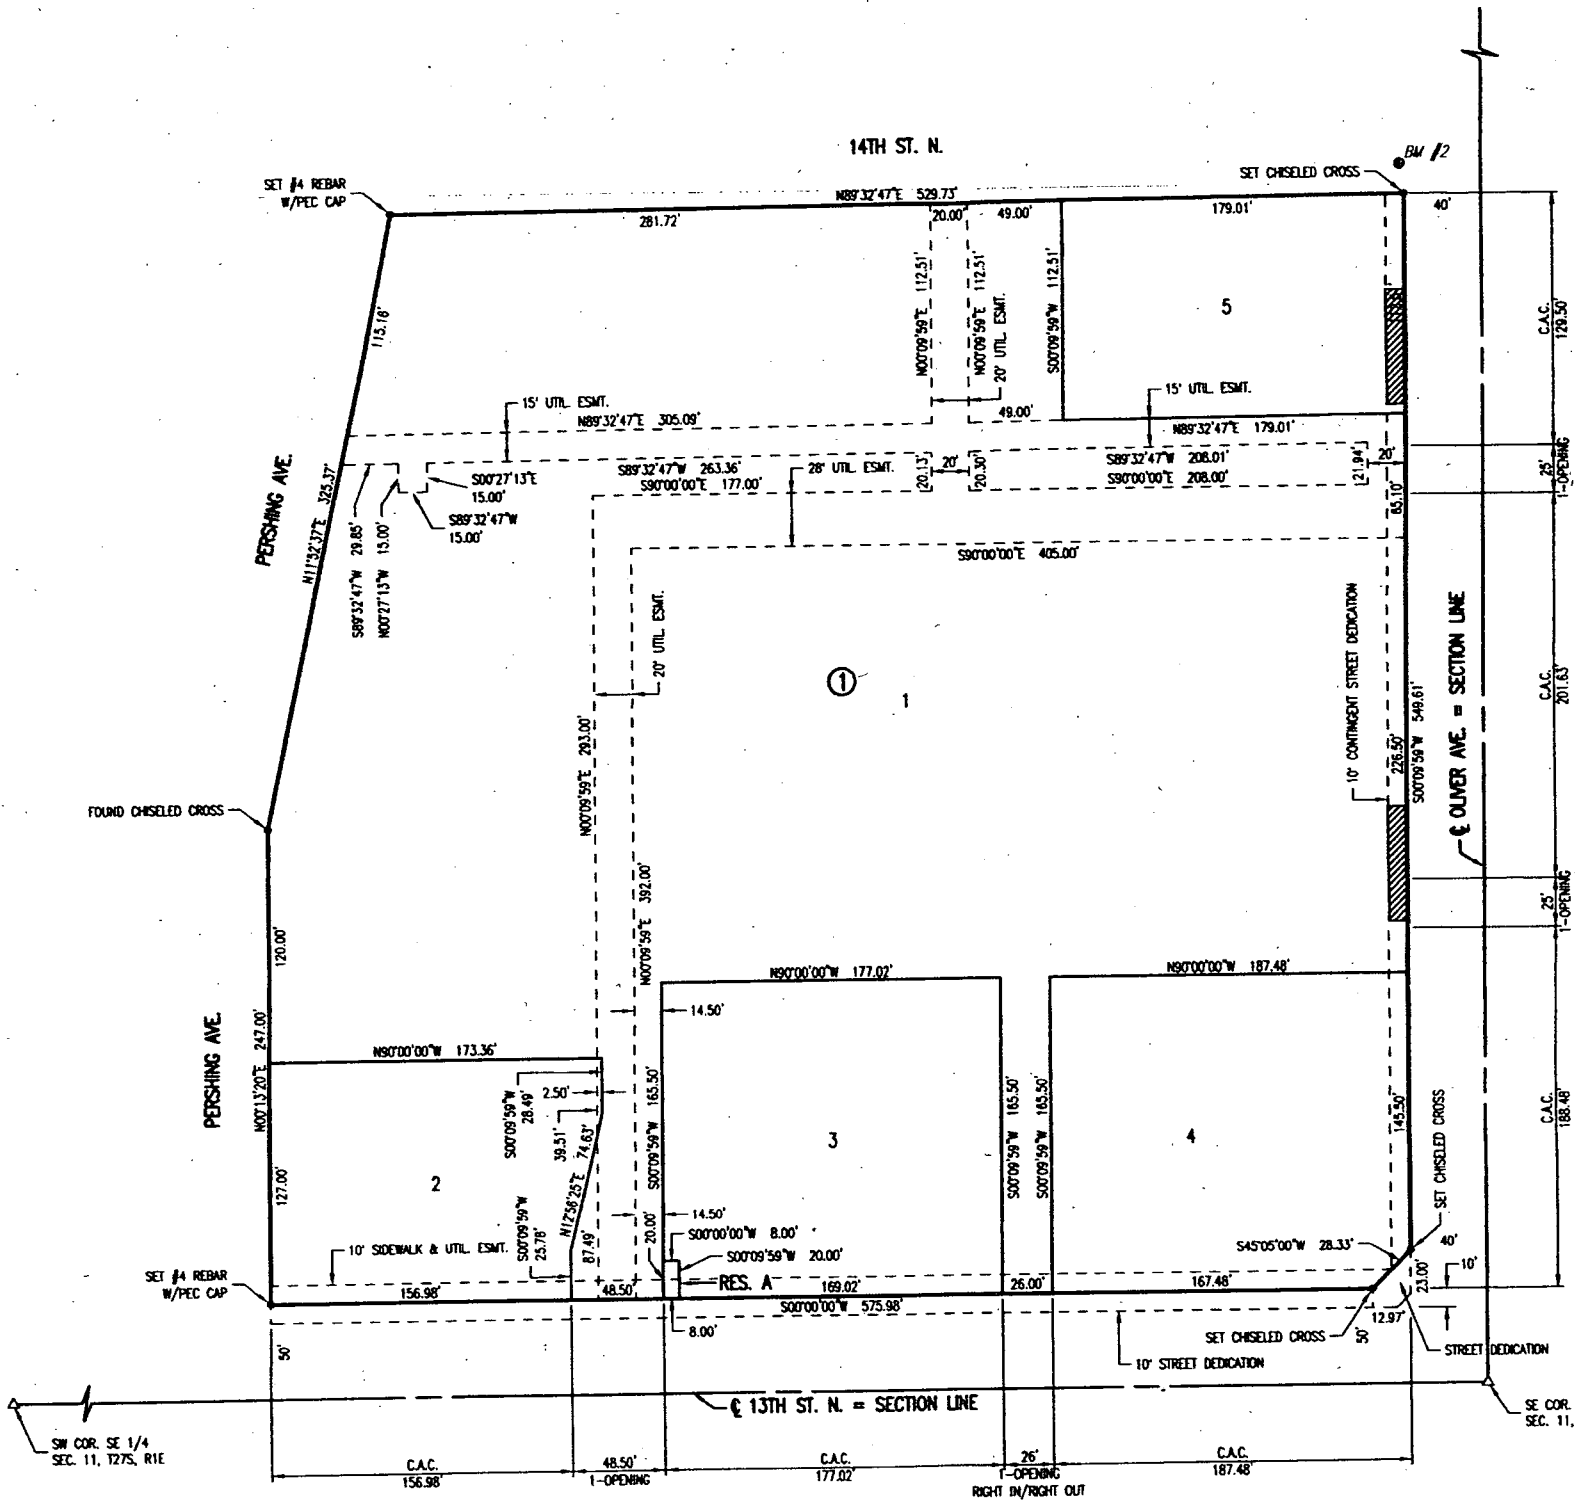 14TH ST. N.
BM #2
SET #4 REBAR
W/PEC CAP
SET CHISELED CROSS
N89°32'47"E 529.73'
281.72'
20.00'
49.00'
179.01'
40'
115.16'
N00°09'59"E 112.51'
N00°09'59"E 112.51'
20' UTIL. ESMT.
S00°09'59"W 112.51'
5
C.A.C.
129.50'
15' UTIL. ESMT.
N89°32'47"E 305.09'
49.00'
15' UTIL. ESMT.
N89°32'47"E 179.01'
PERSHING AVE.
N11°52'37"E 325.37'
S00°27'13"E
15.00'
S89°32'47"W
15.00'
S89°32'47"W 263.36'
S90°00'00"E 177.00'
28' UTIL. ESMT.
20.13'
20'
20.30'
S89°32'47"W 208.01'
S90°00'00"E 208.00'
21.94'
20'
65.10'
25'
1-OPENING
S89°32'47"W 29.85'
N00°27'13"W 15.00'
S90°00'00"E 405.00'
20' UTIL. ESMT.
1
1
10' CONTINGENT STREET DEDICATION
226.50'
S00°09'59"W 549.61'
℄ OLIVER AVE. = SECTION LINE
C.A.C.
201.63'
N00°09'59"E 293.00'
N00°09'59"E 392.00'
FOUND CHISELED CROSS
25'
1-OPENING
120.00'
N00°13'20"E 247.00'
PERSHING AVE.
127.00'
N90°00'00"W 177.02'
N90°00'00"W 187.48'
14.50'
N90°00'00"W 173.36'
S00°09'59"W
28.49'
2.50'
39.51'
N12°56'25"E 74.63'
S00°09'59"W
25.78'
87.49'
S00°09'59"W 165.50'
S00°09'59"W 165.50'
S00°09'59"W 165.50'
145.50'
2
3
4
C.A.C.
188.48'
SET CHISELED CROSS
14.50'
20.00'
S00°00'00"W 8.00'
S00°09'59"W 20.00'
S45°05'00"W 28.33'
40'
10'
23.00'
10' SIDEWALK & UTIL. ESMT.
SET #4 REBAR
W/PEC CAP
156.98'
48.50'
RES. A
169.02'
26.00'
167.48'
S00°00'00"W 575.98'
8.00'
12.97'
SET CHISELED CROSS
50'
50'
10' STREET DEDICATION
STREET DEDICATION
℄ 13TH ST. N. = SECTION LINE
SW COR. SE 1/4
SEC. 11, T27S, R1E
SE COR.
SEC. 11,
C.A.C.
156.98'
48.50'
1-OPENING
C.A.C.
177.02'
26'
1-OPENING
RIGHT IN/RIGHT OUT
C.A.C.
187.48'